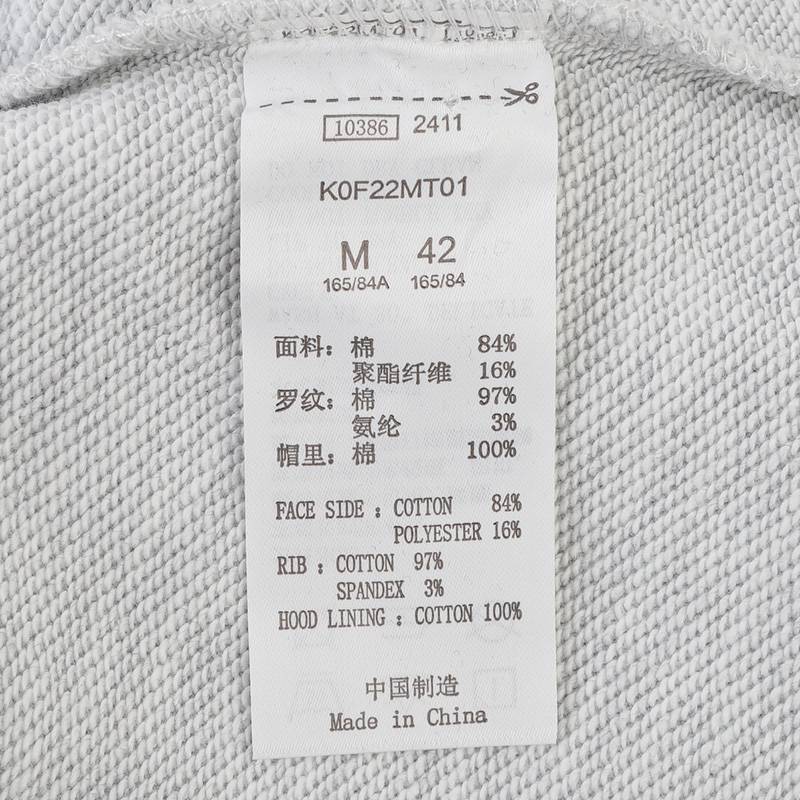 10386 2411
K0F22MT01
M 42
165/84A 165/84
面料：棉 84%
聚酯纤维 16%
罗纹：棉 97%
氨纶 3%
帽里：棉 100%
FACE SIDE : COTTON 84%
POLYESTER 16%
RIB : COTTON 97%
SPANDEX 3%
HOOD LINING : COTTON 100%
中国制造
Made in China